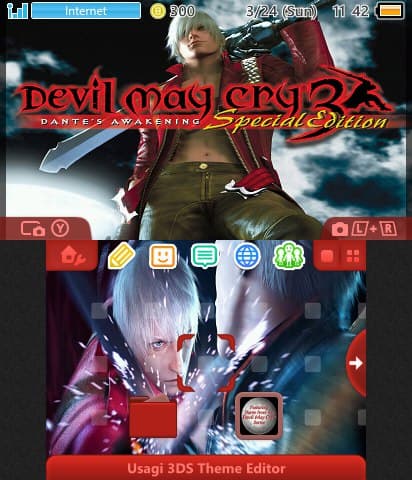 Internet 300 3/24 (Sun) 11 42
Devil May Cry 3
DANTE'S AWAKENING Special Edition
Y L + R
Usagi 3DS Theme Editor